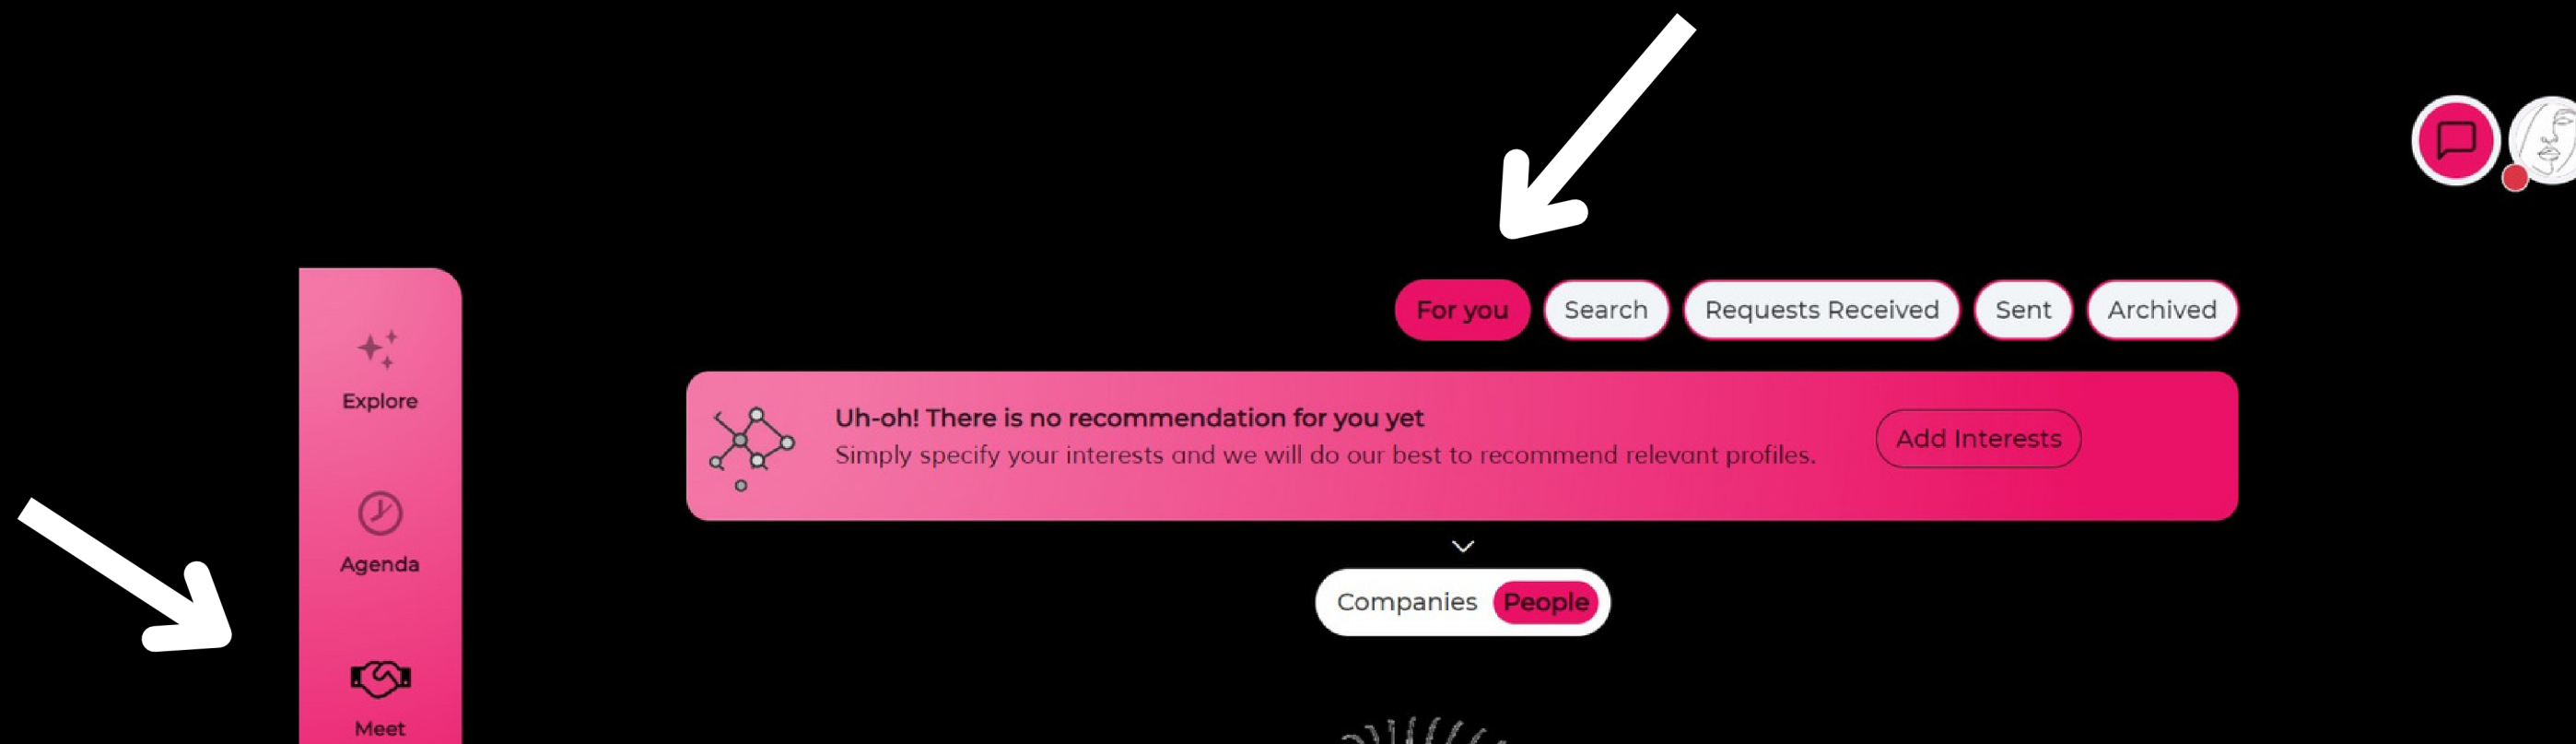 For you
Search
Requests Received
Sent
Archived
Explore
Uh-oh! There is no recommendation for you yet
Simply specify your interests and we will do our best to recommend relevant profiles.
Add Interests
Agenda
Companies
People
Meet